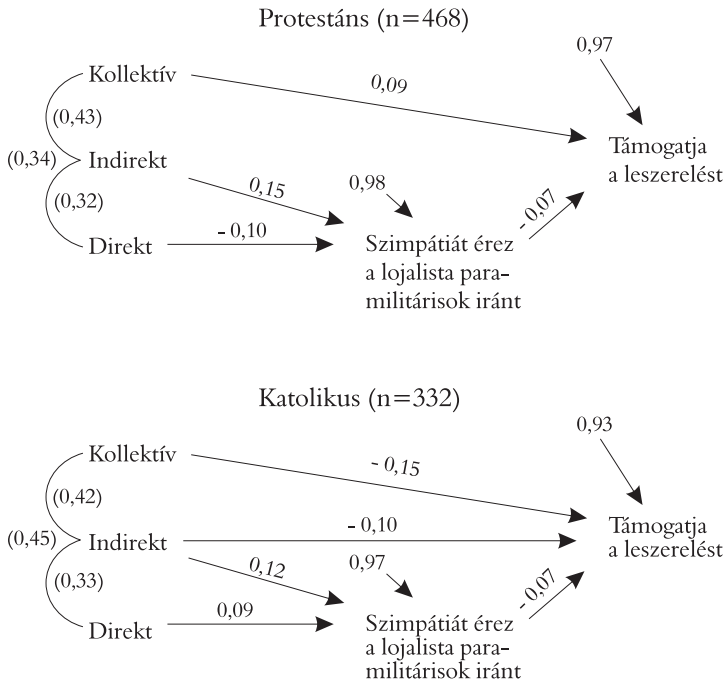 Protestáns (n=468)
0,97
Kollektív
0,09
(0,43)
Támogatja
a leszerelést
(0,34)
Indirekt
0,15
0,98
- 0,07
(0,32)
- 0,10
Direkt
Szimpátiát érez
a lojalista para-
militárisok iránt
Katolikus (n=332)
0,93
Kollektív
- 0,15
(0,42)
- 0,10
Támogatja
a leszerelést
(0,45)
Indirekt
0,12
0,97
- 0,07
(0,33)
0,09
Direkt
Szimpátiát érez
a lojalista para-
militárisok iránt